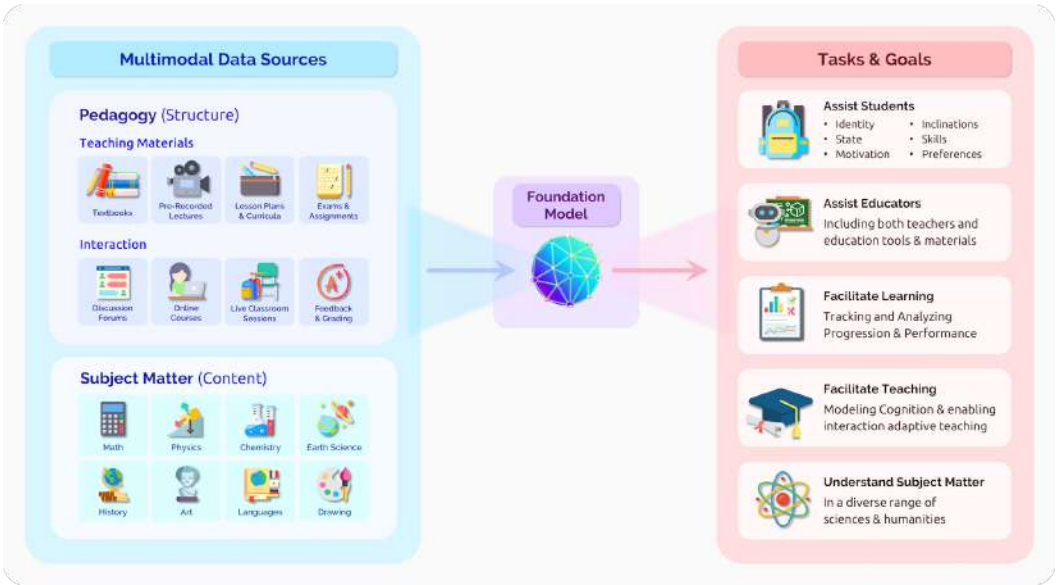 Multimodal Data Sources
Pedagogy (Structure)
Teaching Materials
Textbooks
Pre-Recorded
Lectures
Lesson Plans
& Curricula
Exams &
Assignments
Interaction
Discussion
Forums
Online
Courses
Live Classroom
Sessions
Feedback
& Grading
A+
Subject Matter (Content)
Math
Physics
Chemistry
Earth Science
History
Art
Languages
Drawing
Foundation
Model
Tasks & Goals
Assist Students
• Identity
• State
• Motivation
• Inclinations
• Skills
• Preferences
Assist Educators
Including both teachers and
education tools & materials
Facilitate Learning
Tracking and Analyzing
Progression & Performance
Facilitate Teaching
Modeling Cognition & enabling
interaction adaptive teaching
Understand Subject Matter
In a diverse range of
sciences & humanities